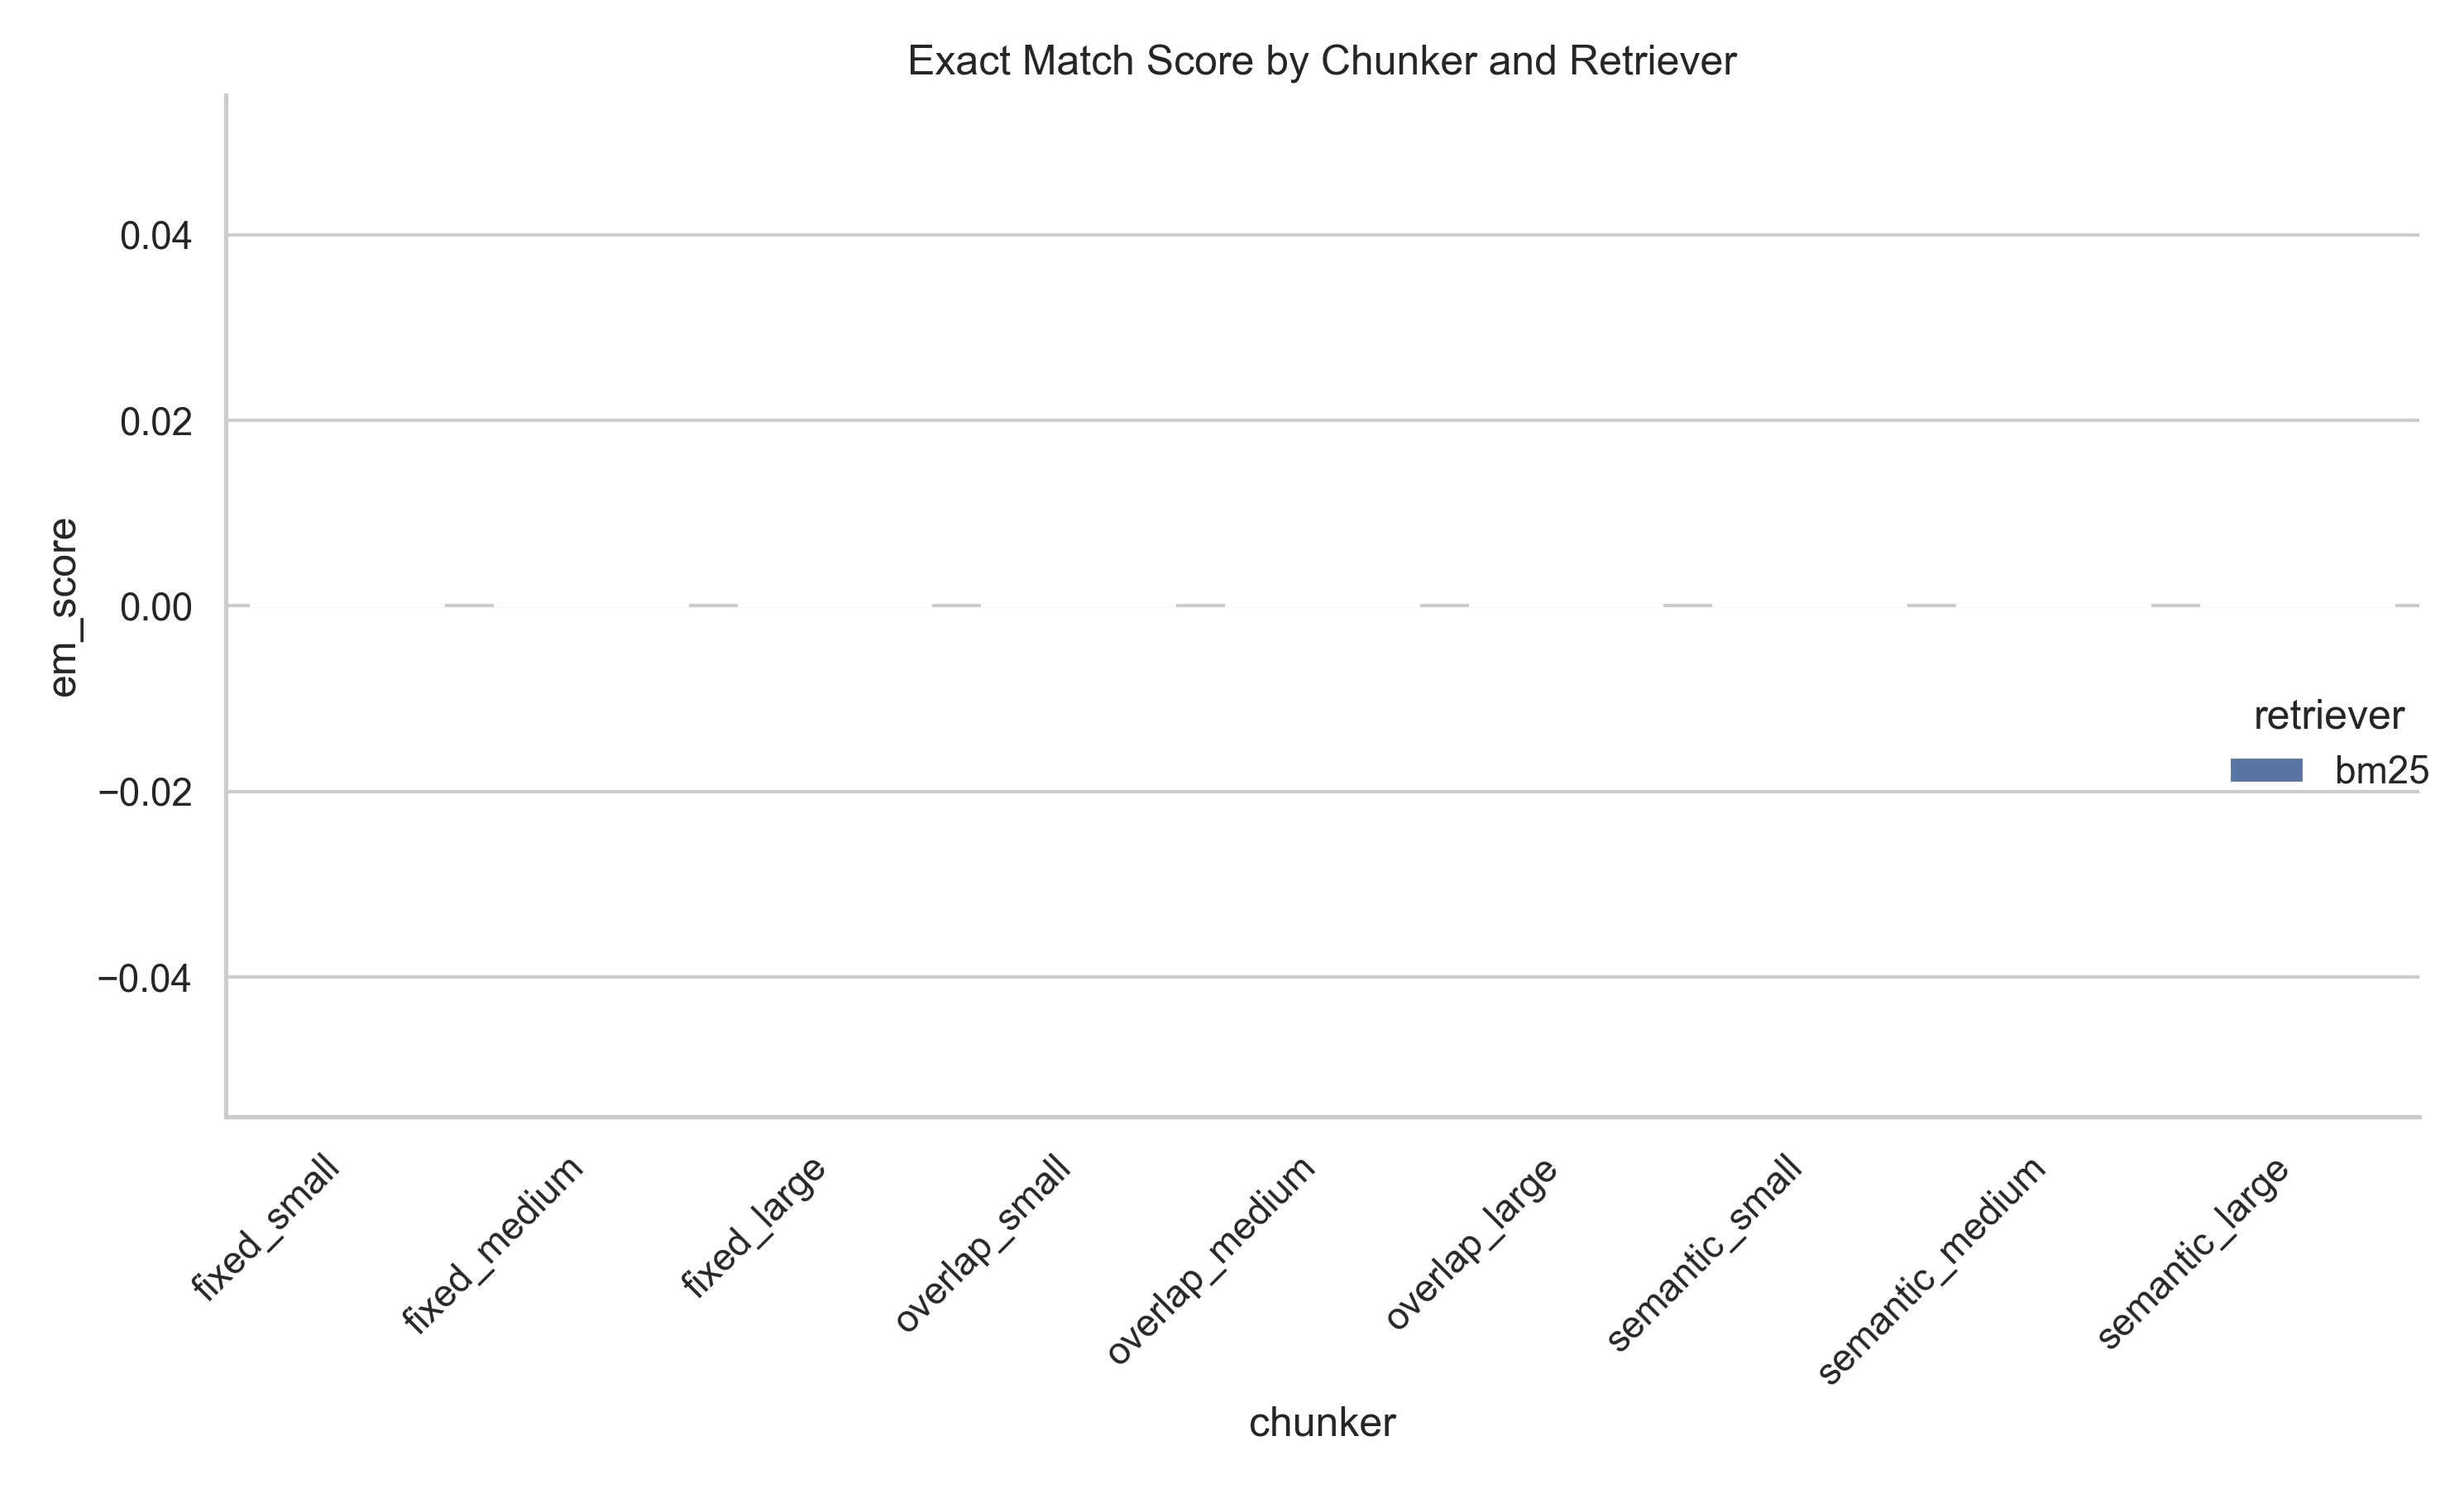 Exact Match Score by Chunker and Retriever
0.04
0.02
0.00
−0.02
−0.04
em_score
retriever
bm25
fixed_small
fixed_medium
fixed_large
overlap_small
overlap_medium
overlap_large
semantic_small
semantic_medium
semantic_large
chunker